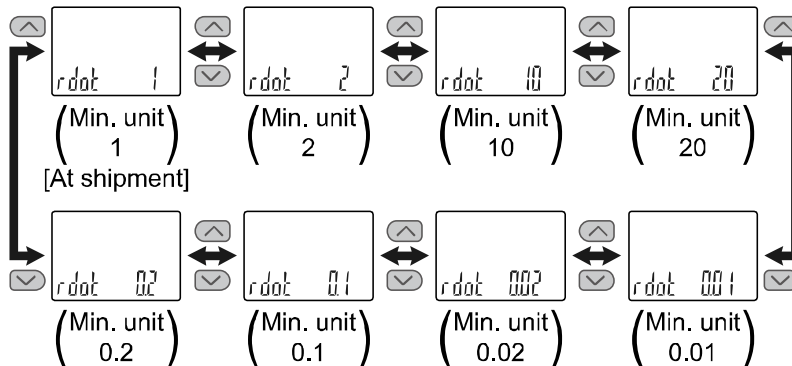 rdot 1 rdot 2 rdot 10 rdot 20
(Min. unit 1) (Min. unit 2) (Min. unit 10) (Min. unit 20)
[At shipment]
rdot 0.2 rdot 0.1 rdot 0.02 rdot 0.01
(Min. unit 0.2) (Min. unit 0.1) (Min. unit 0.02) (Min. unit 0.01)